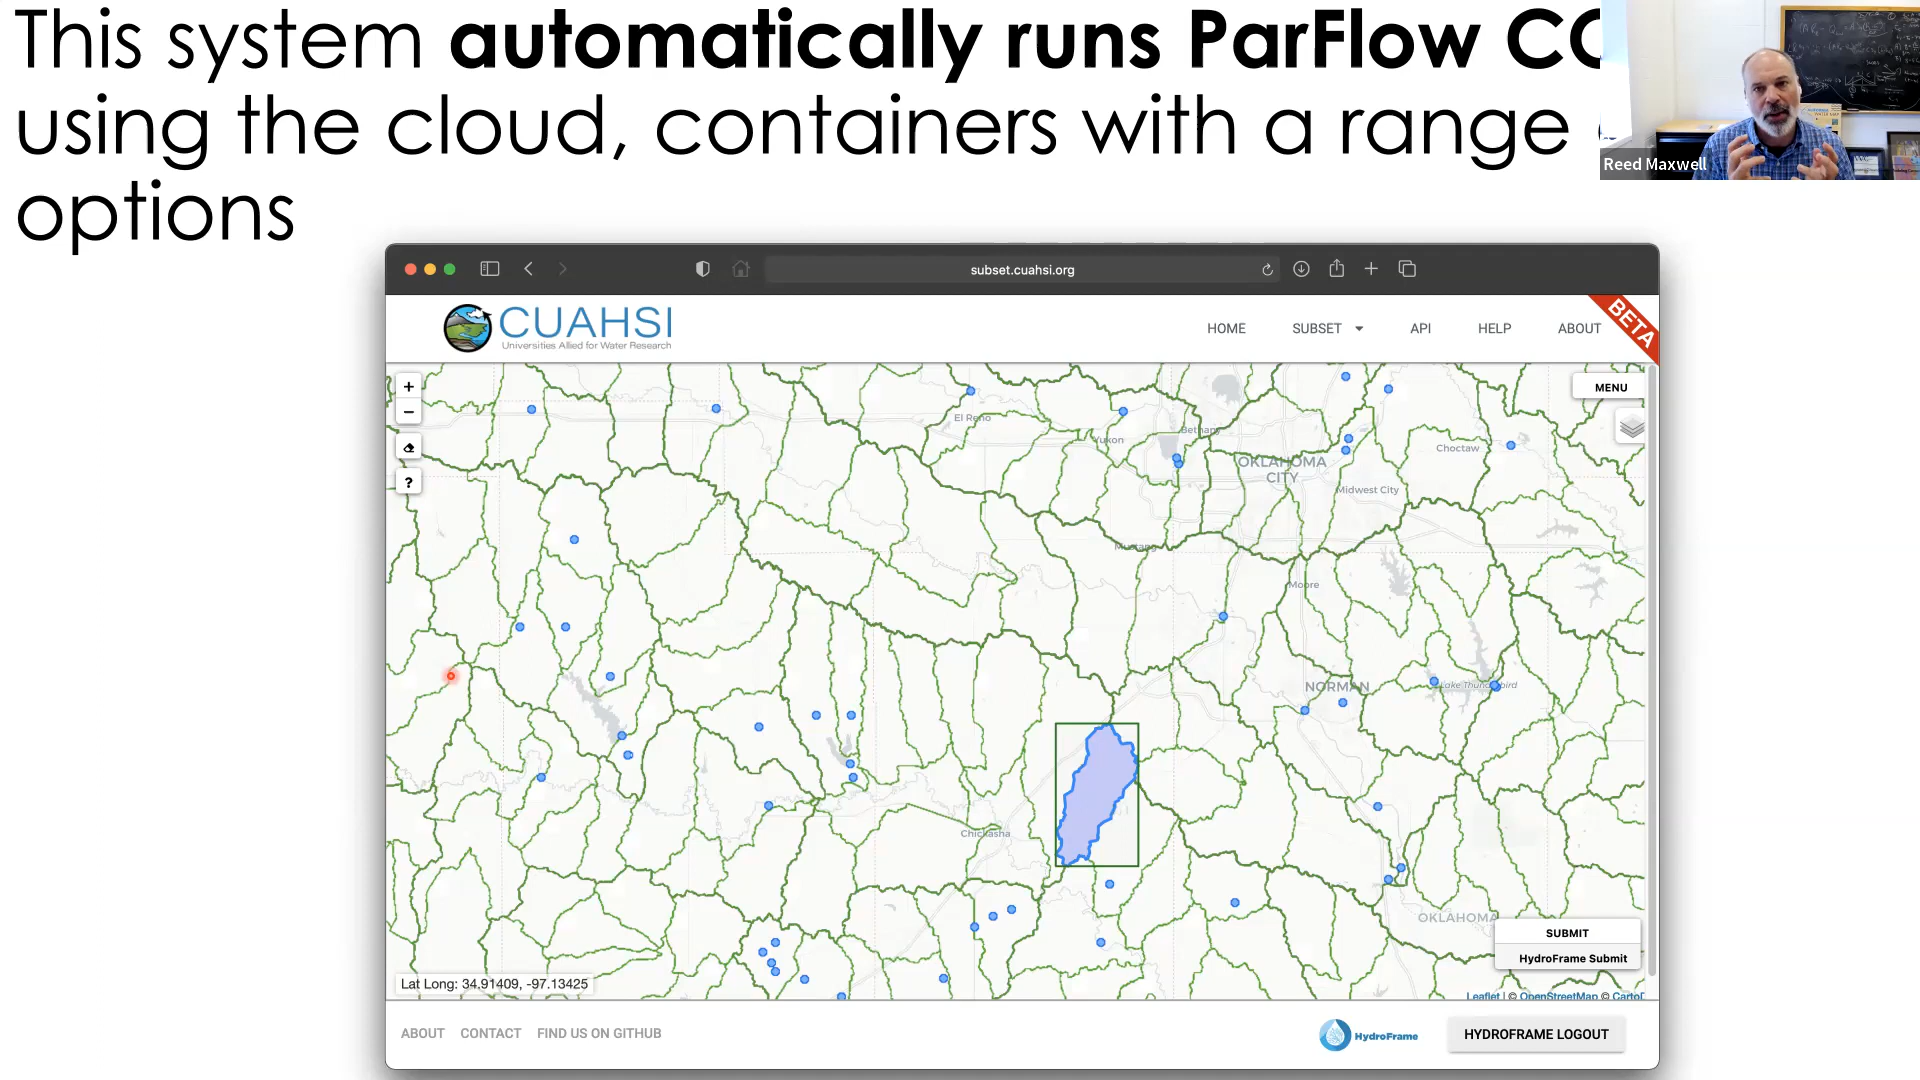 This system automatically runs ParFlow
using the cloud, containers with a range
options
Reed Maxwell
subset.cuahsi.org
CUAHSI
Universities Allied for Water Research
HOME SUBSET API HELP ABOUT
BETA
+
−
?
MENU
El Reno
Yukon
Bethany
OKLAHOMA
CITY
Choctaw
Midwest City
Mustang
Moore
NORMAN
Lake Thunderbird
Chickasha
OKLAHOMA
SUBMIT
HydroFrame Submit
Lat Long: 34.91409, -97.13425
Leaflet | © OpenStreetMap ©
ABOUT CONTACT FIND US ON GITHUB
HydroFrame
HYDROFRAME LOGOUT